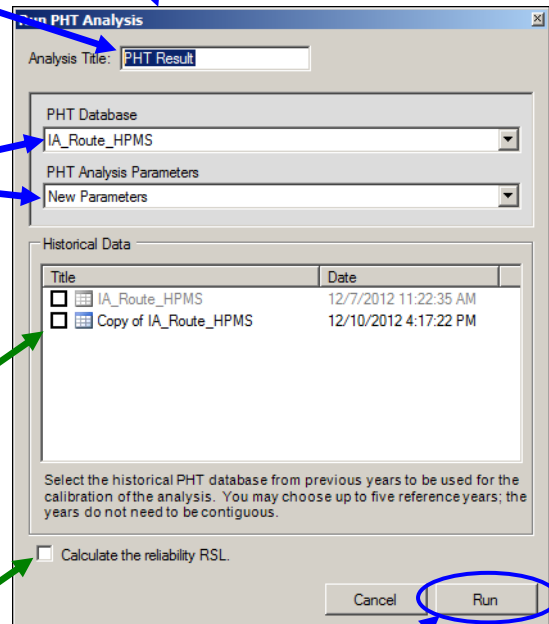 Run PHT Analysis
Analysis Title: PHT Result
PHT Database
IA_Route_HPMS
PHT Analysis Parameters
New Parameters
Historical Data
Title Date
IA_Route_HPMS 12/7/2012 11:22:35 AM
Copy of IA_Route_HPMS 12/10/2012 4:17:22 PM
Select the historical PHT database from previous years to be used for the
calibration of the analysis. You may choose up to five reference years; the
years do not need to be contiguous.
Calculate the reliability RSL.
Cancel Run